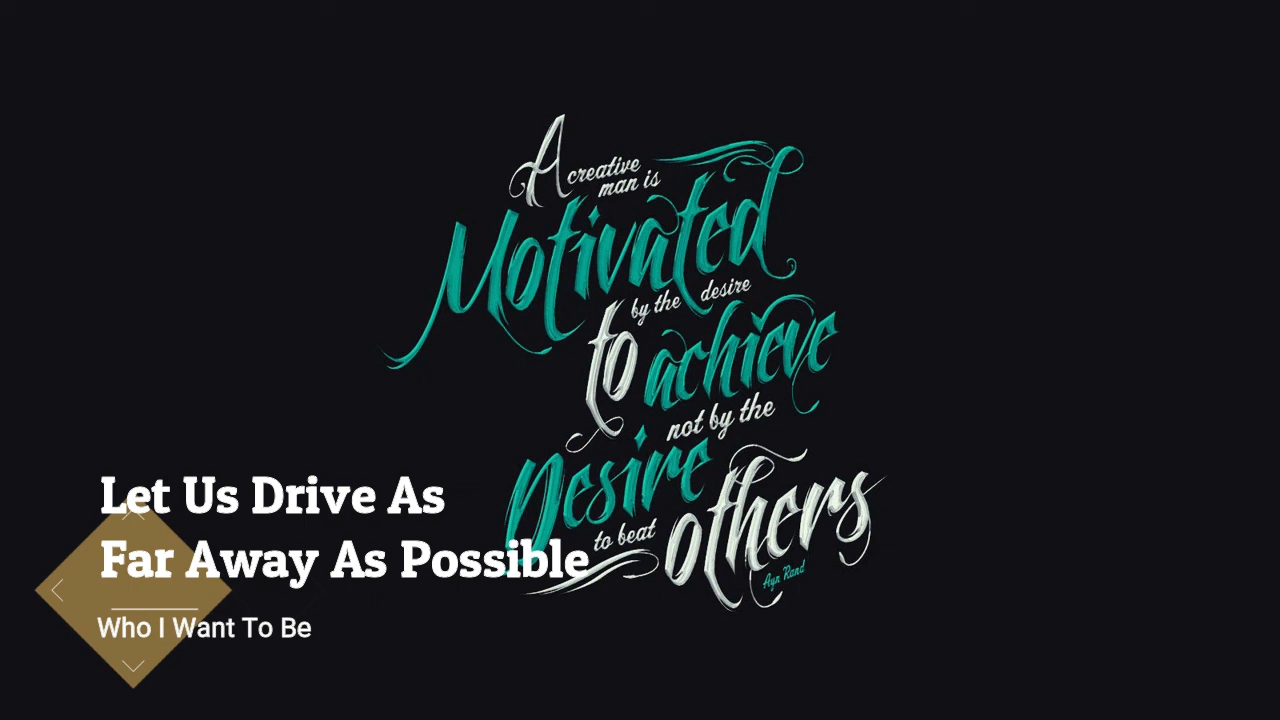 A creative
man is
Motivated
by the desire
to achieve
not by the
Desire
to beat others
Ayn Rand
Let Us Drive As
Far Away As Possible
Who I Want To Be